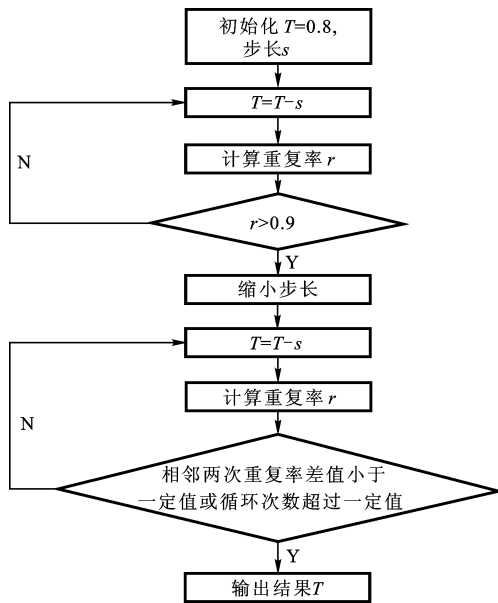 初始化 T=0.8,
步长s
T=T-s
计算重复率 r
N
r>0.9
Y
缩小步长
T=T-s
计算重复率 r
N
相邻两次重复率差值小于
一定值或循环次数超过一定值
Y
输出结果T